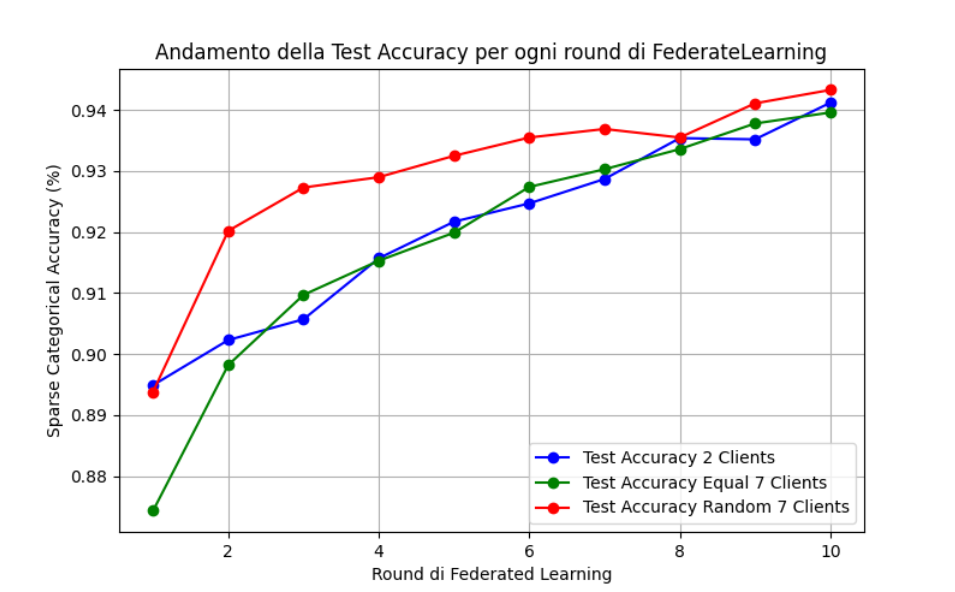 Andamento della Test Accuracy per ogni round di FederateLearning
Sparse Categorical Accuracy (%)
0.94
0.93
0.92
0.91
0.90
0.89
0.88
Test Accuracy 2 Clients
Test Accuracy Equal 7 Clients
Test Accuracy Random 7 Clients
2 4 6 8 10
Round di Federated Learning